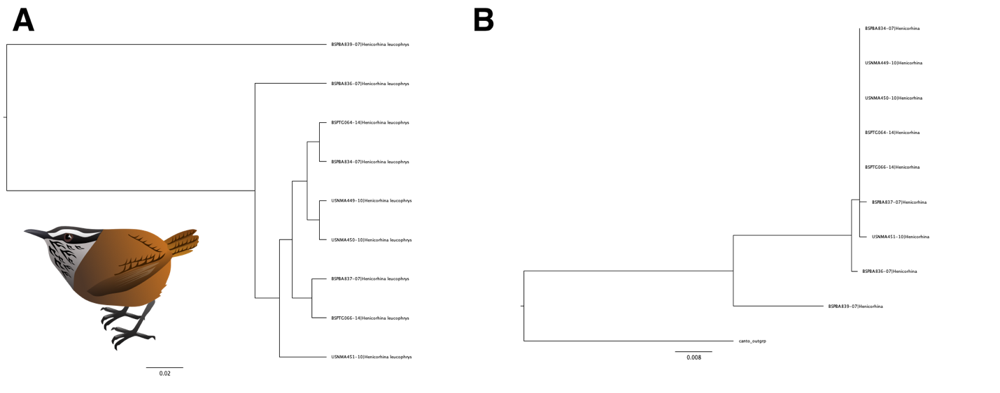 A
BSPBA839-07|Henicorhina leucophrys
BSPBA836-07|Henicorhina leucophrys
BSPTG064-14|Henicorhina leucophrys
BSPBA834-07|Henicorhina leucophrys
USNMA449-10|Henicorhina leucophrys
USNMA450-10|Henicorhina leucophrys
BSPBA837-07|Henicorhina leucophrys
BSPTG066-14|Henicorhina leucophrys
USNMA451-10|Henicorhina leucophrys
0.02
B
BSPBA834-07|Henicorhina
USNMA449-10|Henicorhina
USNMA450-10|Henicorhina
BSPTG064-14|Henicorhina
BSPTG066-14|Henicorhina
BSPBA837-07|Henicorhina
USNMA451-10|Henicorhina
BSPBA836-07|Henicorhina
BSPBA839-07|Henicorhina
canto_outgrp
0.008